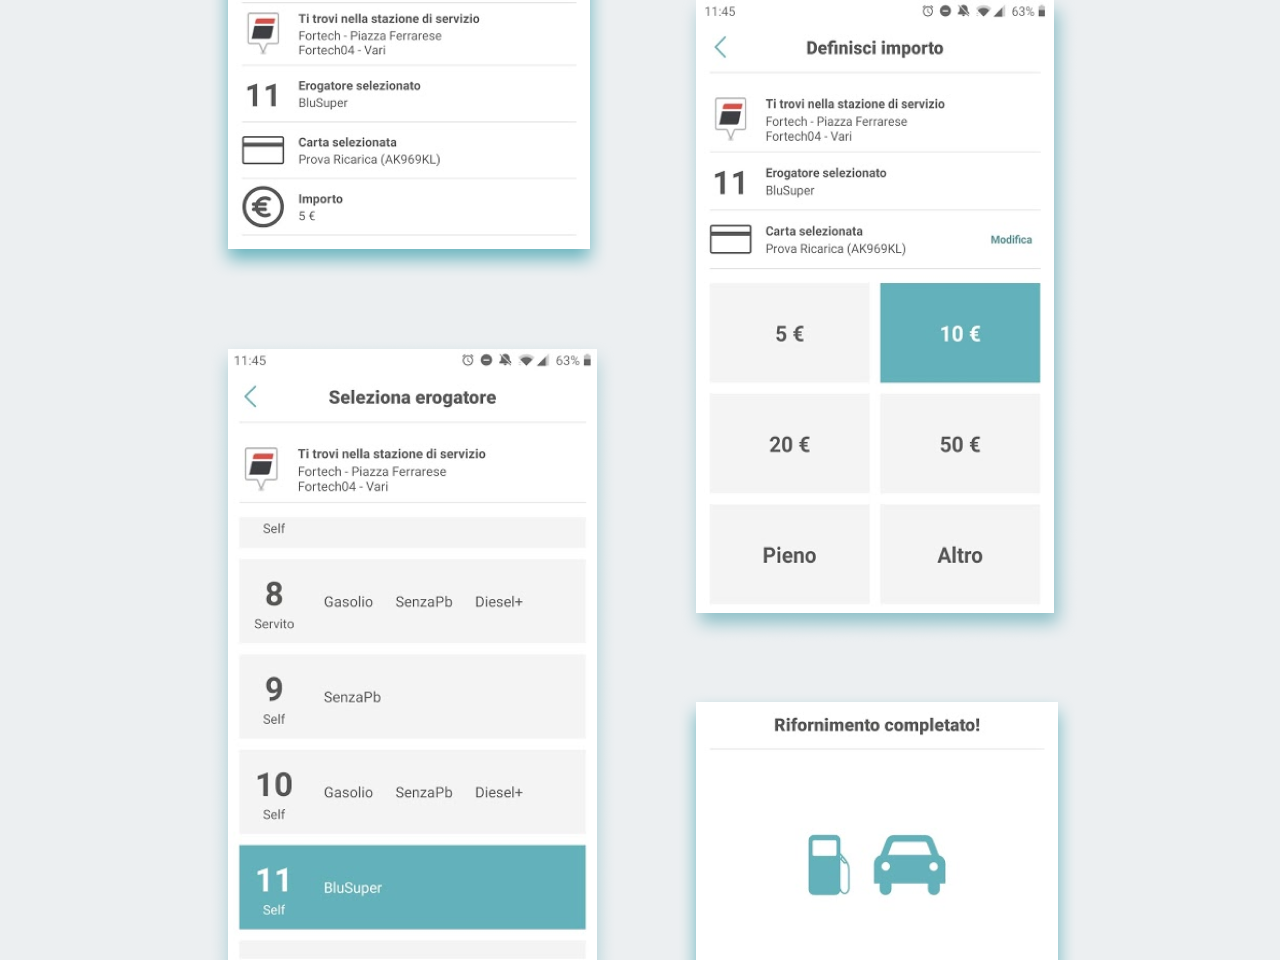 Ti trovi nella stazione di servizio
Fortech - Piazza Ferrarese
Fortech04 - Vari
11
Erogatore selezionato
BluSuper
Carta selezionata
Prova Ricarica (AK969KL)
€
Importo
5 €
11:45
63%
Seleziona erogatore
Ti trovi nella stazione di servizio
Fortech - Piazza Ferrarese
Fortech04 - Vari
Self
8
Servito
Gasolio SenzaPb Diesel+
9
Self
SenzaPb
10
Self
Gasolio SenzaPb Diesel+
11
Self
BluSuper
11:45
63%
Definisci importo
Ti trovi nella stazione di servizio
Fortech - Piazza Ferrarese
Fortech04 - Vari
11
Erogatore selezionato
BluSuper
Carta selezionata
Prova Ricarica (AK969KL)
Modifica
5 €
10 €
20 €
50 €
Pieno
Altro
Rifornimento completato!